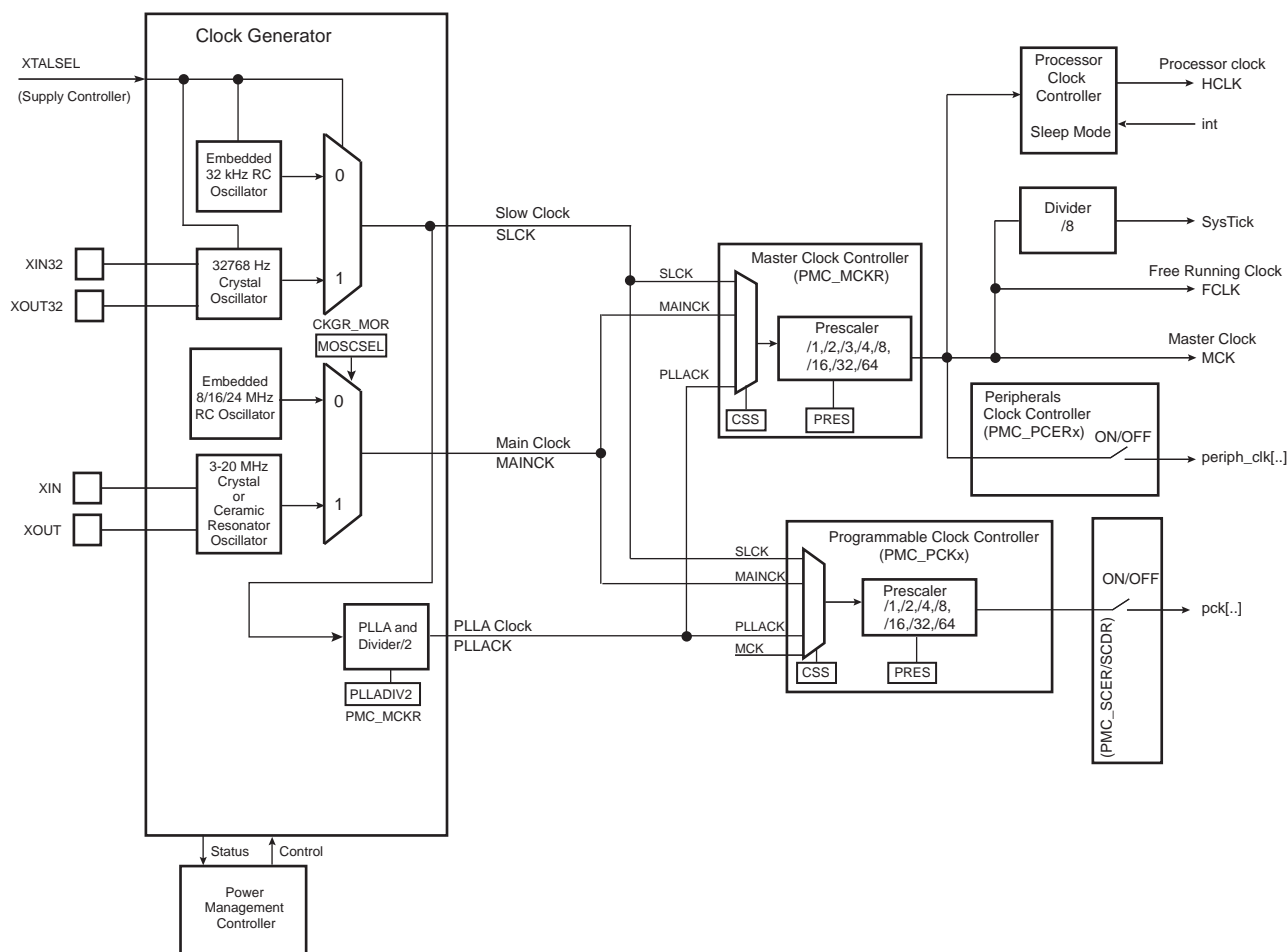 Clock Generator
XTALSEL
(Supply Controller)
Embedded
32 kHz RC
Oscillator
0
XIN32
XOUT32
32768 Hz
Crystal
Oscillator
1
Slow Clock
SLCK
CKGR_MOR
MOSCSEL
Embedded
8/16/24 MHz
RC Oscillator
0
XIN
XOUT
3-20 MHz
Crystal
or
Ceramic
Resonator
Oscillator
1
Main Clock
MAINCK
PLLA and
Divider/2
PLLADIV2
PMC_MCKR
PLLA Clock
PLLACK
Status
Control
Power
Management
Controller
Master Clock Controller
(PMC_MCKR)
SLCK
MAINCK
PLLACK
Prescaler
/1,/2,/3,/4,/8,
/16,/32,/64
CSS
PRES
Programmable Clock Controller
(PMC_PCKx)
SLCK
MAINCK
PLLACK
MCK
Prescaler
/1,/2,/4,/8,
/16,/32,/64
CSS
PRES
Processor
Clock
Controller
Sleep Mode
Processor clock
HCLK
int
Divider
/8
SysTick
Free Running Clock
FCLK
Master Clock
MCK
Peripherals
Clock Controller
(PMC_PCERx)
ON/OFF
periph_clk[..]
ON/OFF
pck[..]
(PMC_SCER/SCDR)